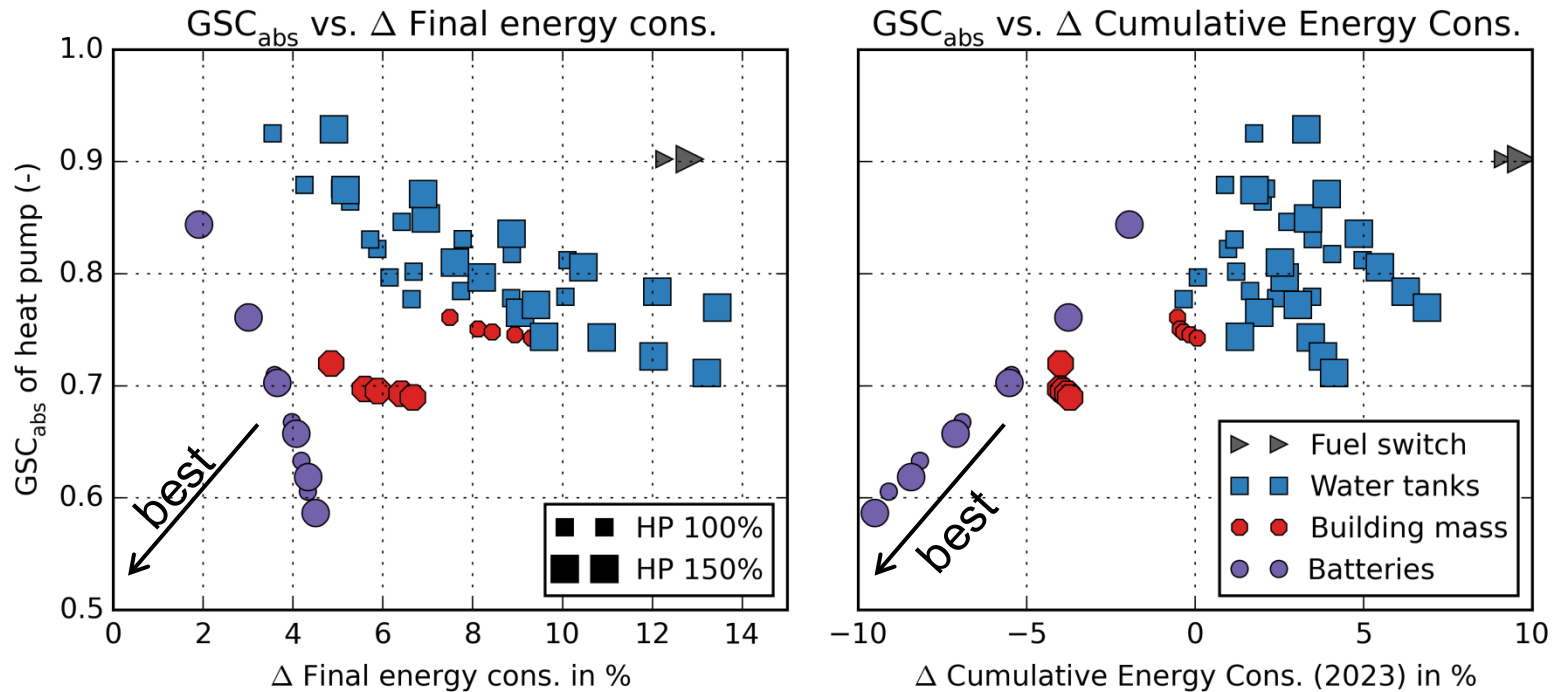 GSCabs vs. Δ Final energy cons.
GSCabs vs. Δ Cumulative Energy Cons.
GSCabs of heat pump (-)
1.0
0.9
0.8
0.7
0.6
0.5
best
HP 100%
HP 150%
0 2 4 6 8 10 12 14
Δ Final energy cons. in %
best
Fuel switch
Water tanks
Building mass
Batteries
−10 −5 0 5 10
Δ Cumulative Energy Cons. (2023) in %